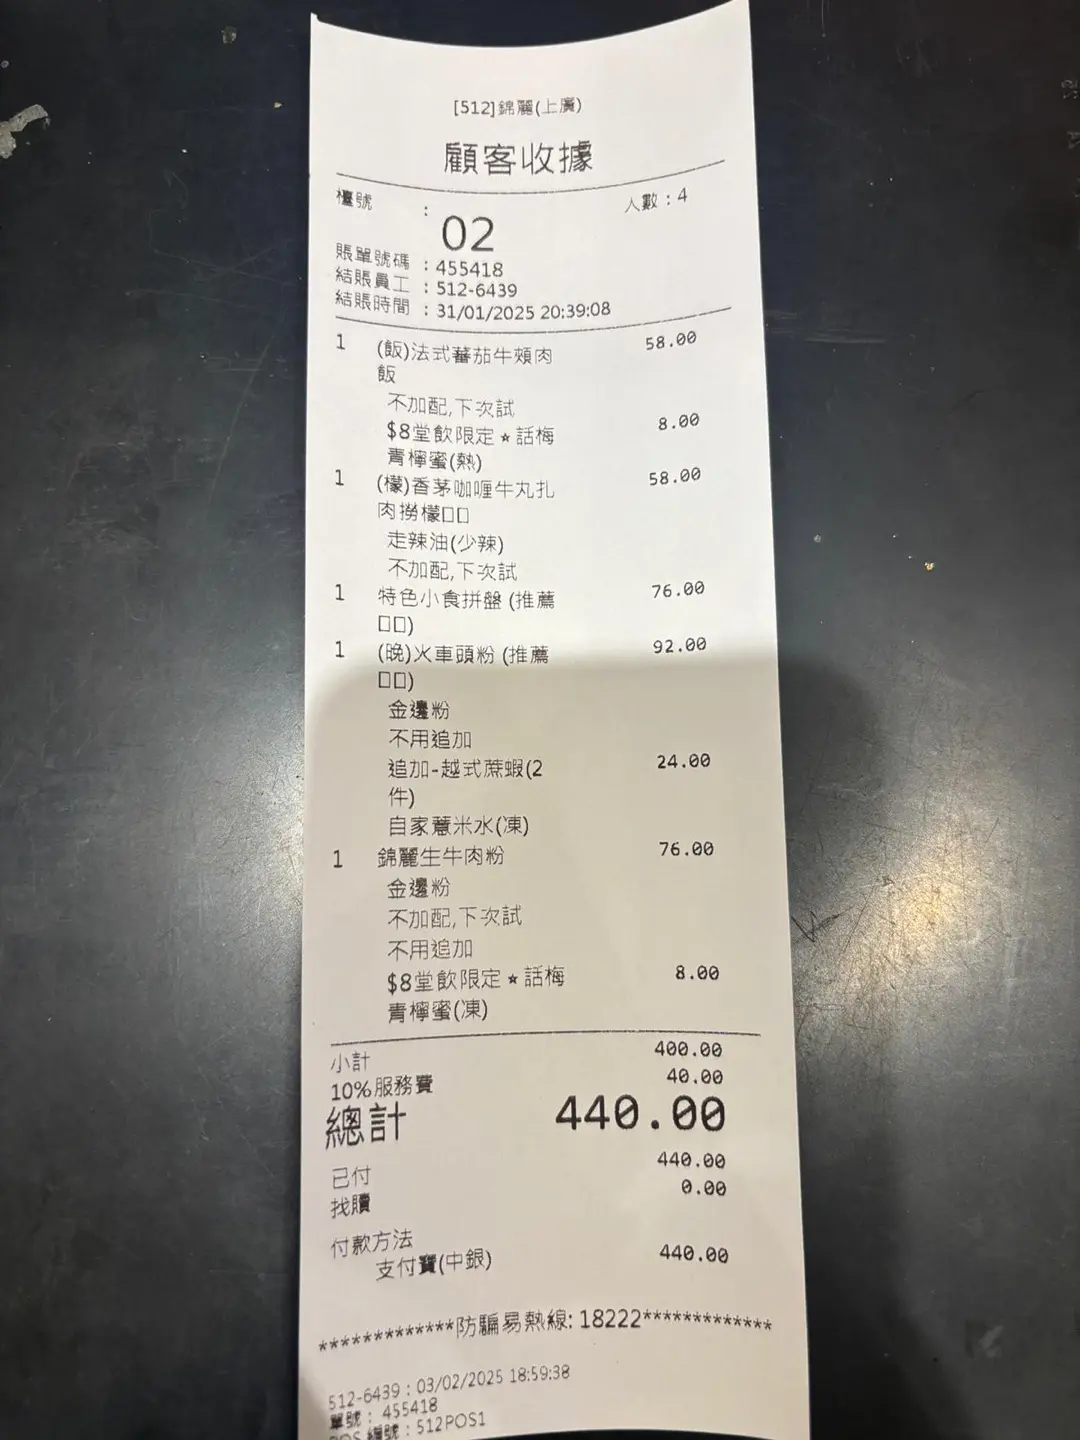 [512]錦麗(上廣)
顧客收據
檯號 : 02 人數：4
賬單號碼 : 455418
結賬員工 : 512-6439
結賬時間 : 31/01/2025 20:39:08
1 (飯)法式蕃茄牛頰肉 58.00
飯
不加配,下次試
$8堂飲限定★話梅 8.00
青檸蜜(熱)
1 (檬)香茅咖喱牛丸扎 58.00
肉撈檬□□
走辣油(少辣)
不加配,下次試
1 特色小食拼盤 (推薦 76.00
□□)
1 (晚)火車頭粉 (推薦 92.00
□□)
金邊粉
不用追加
追加-越式蔗蝦(2 24.00
件)
自家薏米水(凍)
1 錦麗生牛肉粉 76.00
金邊粉
不加配,下次試
不用追加
$8堂飲限定★話梅 8.00
青檸蜜(凍)
小計 400.00
10%服務費 40.00
總計 440.00
已付 440.00
找贖 0.00
付款方法
支付寶(中銀) 440.00
*************防騙易熱線: 18222*************
512-6439 : 03/02/2025 18:59:38
單號 : 455418
POS 編號 : 512POS1